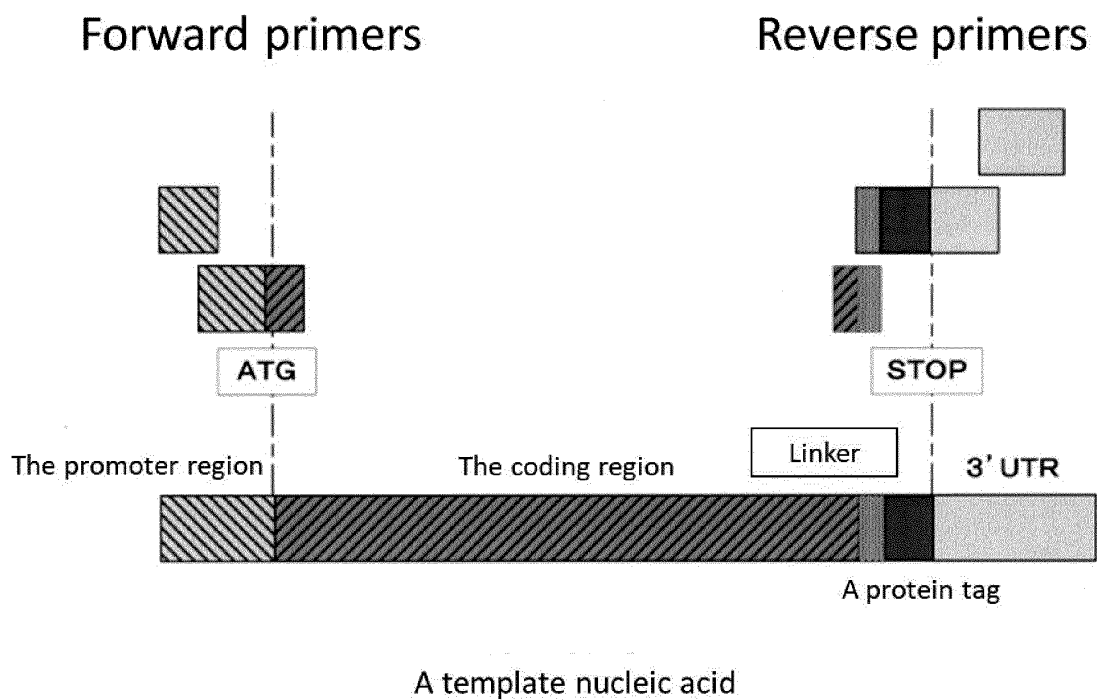 Forward primers
Reverse primers
ATG
STOP
The promoter region
The coding region
Linker
3' UTR
A protein tag
A template nucleic acid